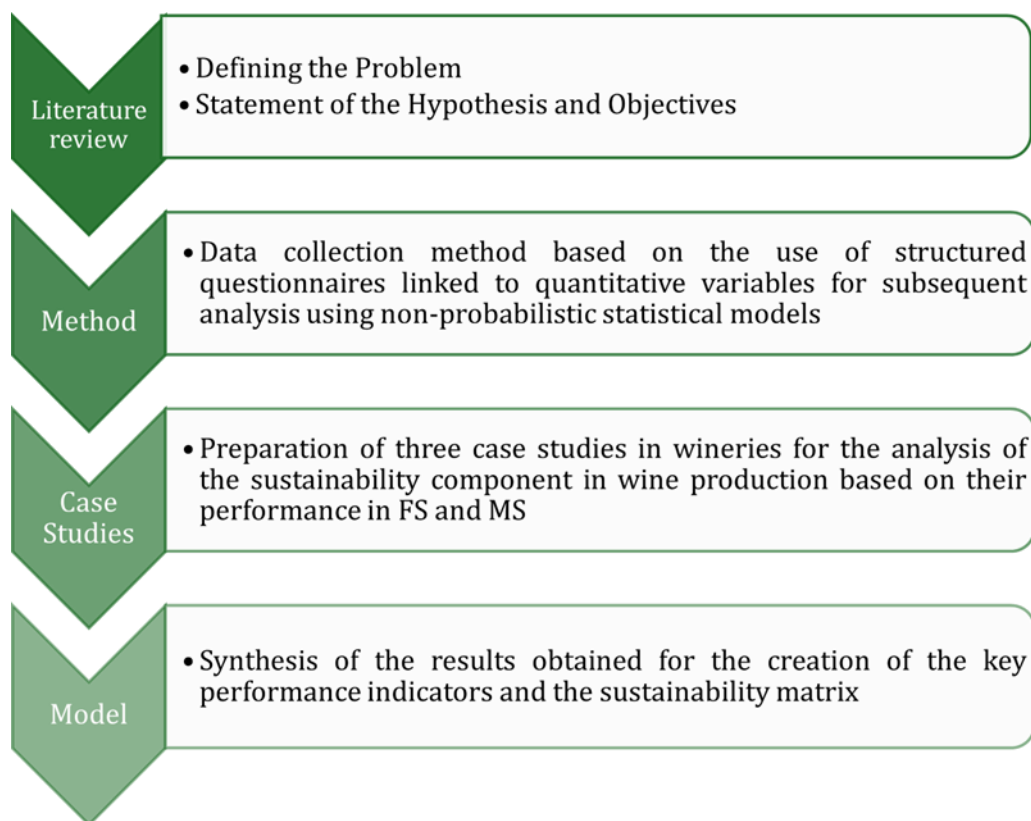 Literature
review
• Defining the Problem
• Statement of the Hypothesis and Objectives
Method
• Data collection method based on the use of structured
questionnaires linked to quantitative variables for subsequent
analysis using non-probabilistic statistical models
Case
Studies
• Preparation of three case studies in wineries for the analysis of
the sustainability component in wine production based on their
performance in FS and MS
Model
• Synthesis of the results obtained for the creation of the key
performance indicators and the sustainability matrix